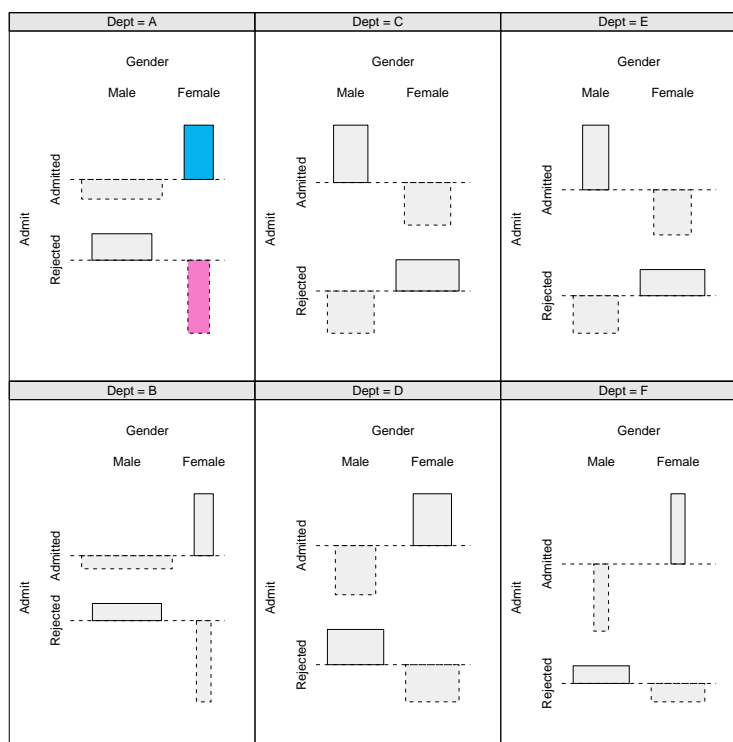 Dept = A
Gender
Male Female
Admit
Admitted
Rejected
Dept = C
Gender
Male Female
Admit
Admitted
Rejected
Dept = E
Gender
Male Female
Admit
Admitted
Rejected
Dept = B
Gender
Male Female
Admit
Admitted
Rejected
Dept = D
Gender
Male Female
Admit
Admitted
Rejected
Dept = F
Gender
Male Female
Admit
Admitted
Rejected